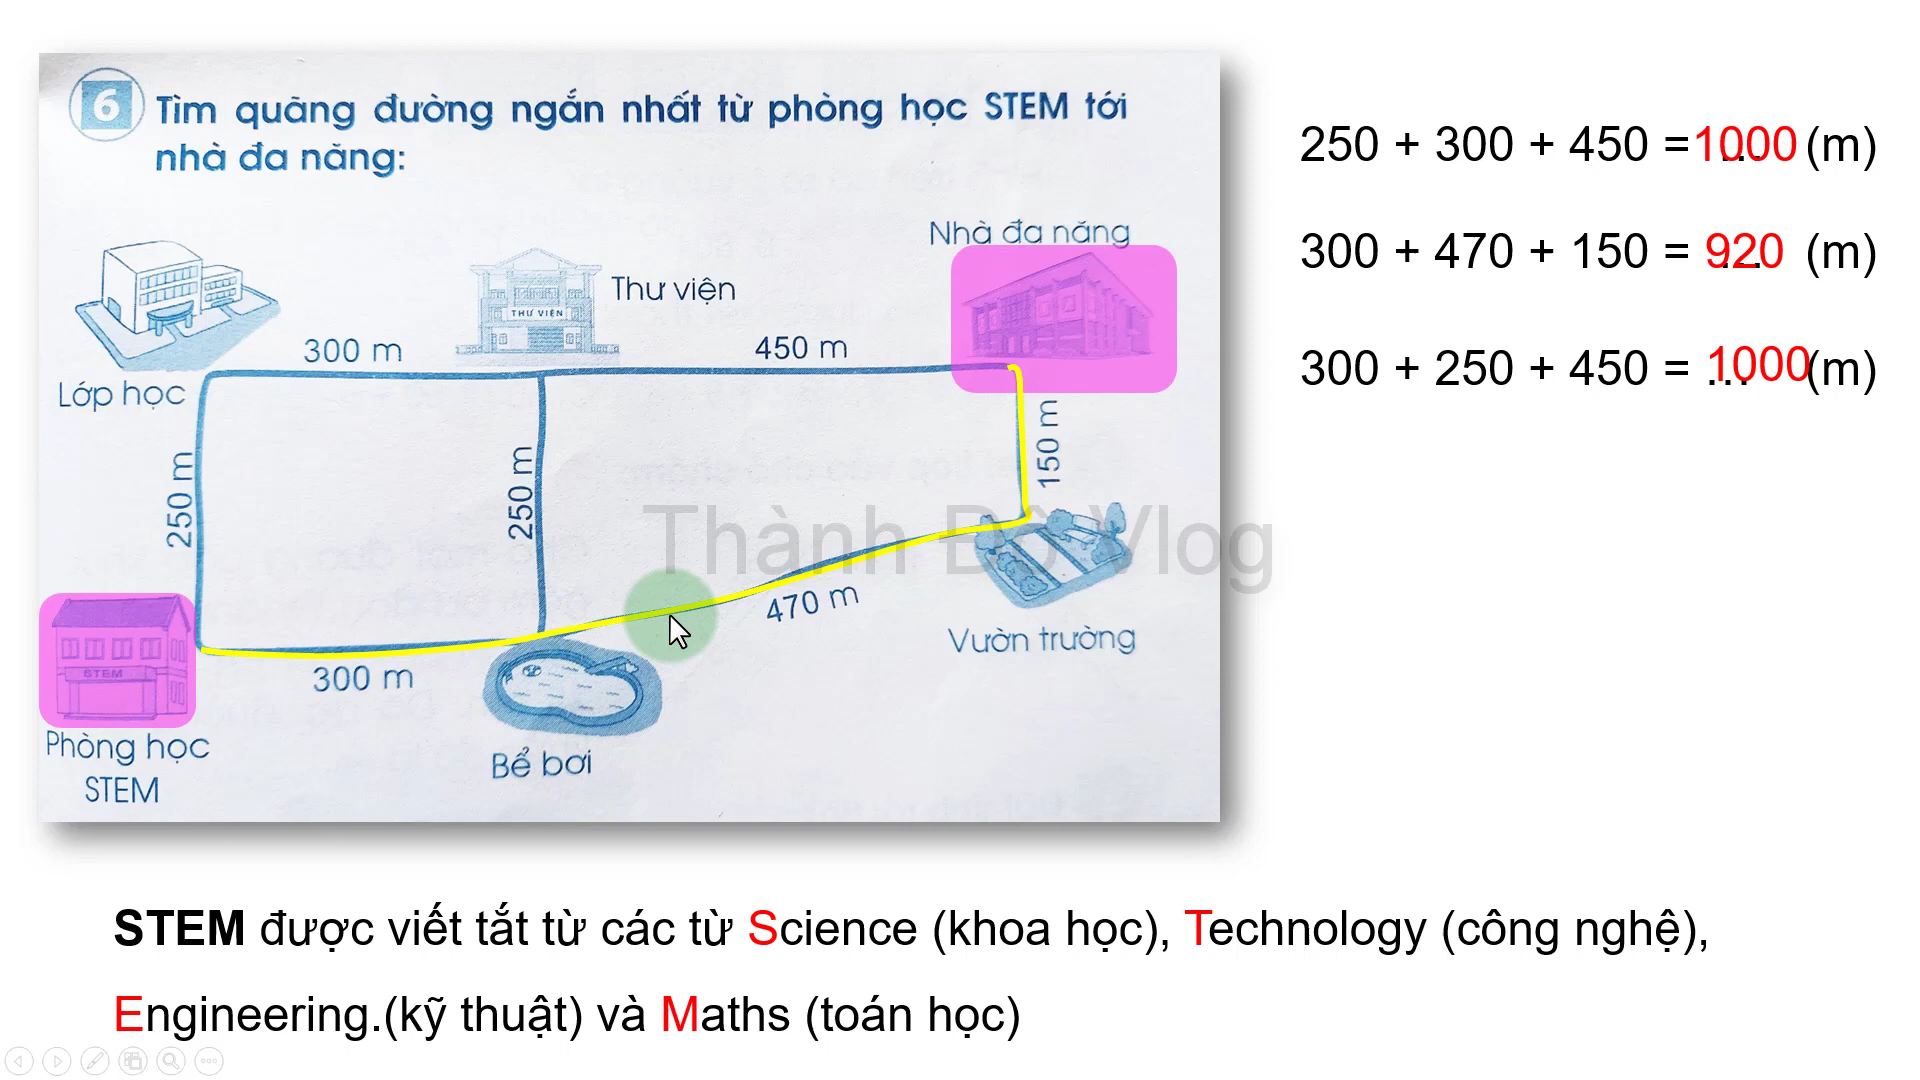 6 Tìm quãng đường ngắn nhất từ phòng học STEM tới
nhà đa năng:
Nhà đa năng
Thư viện
THƯ VIỆN
300 m
450 m
Lớp học
250 m
250 m
150 m
470 m
Vườn trường
STEM
300 m
Phòng học
STEM
Bể bơi
Thành Đô Vlog
250 + 300 + 450 = 1000 (m)
300 + 470 + 150 = 920 (m)
300 + 250 + 450 = 1000 (m)
STEM được viết tắt từ các từ Science (khoa học), Technology (công nghệ),
Engineering.(kỹ thuật) và Maths (toán học)